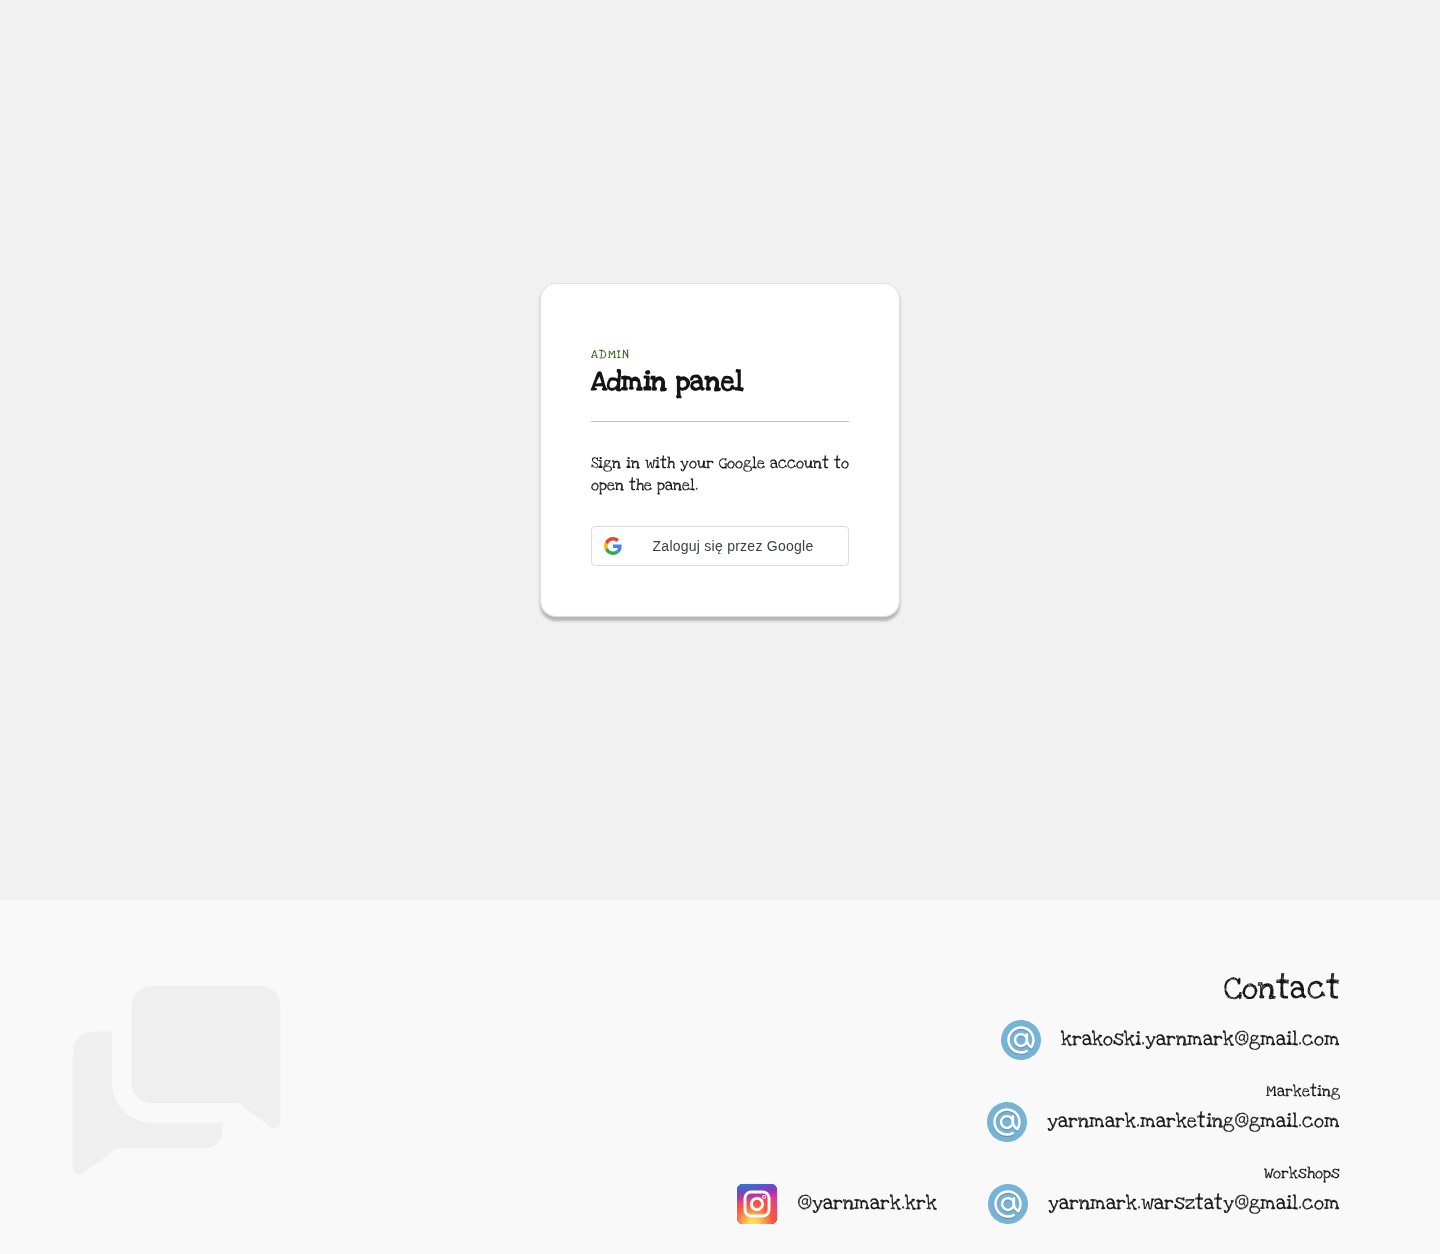 ADMIN
Admin panel
Sign in with your Google account to
open the panel.
Zaloguj się przez Google
Contact
krakoski.yarnmark@gmail.com
Marketing
yarnmark.marketing@gmail.com
Workshops
@yarnmark.krk
yarnmark.warsztaty@gmail.com